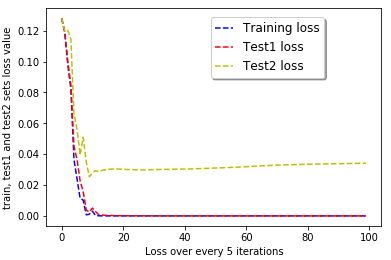 train, test1 and test2 sets loss value
0.12
0.10
0.08
0.06
0.04
0.02
0.00
Training loss
Test1 loss
Test2 loss
0 20 40 60 80 100
Loss over every 5 iterations